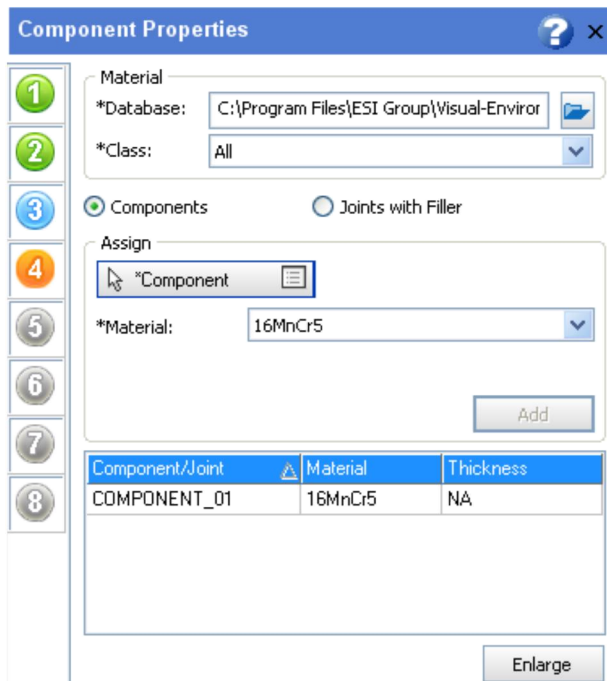 Component Properties
?
1
2
3
4
5
6
7
8
Material
*Database: C:\Program Files\ESI Group\Visual-Environ
*Class: All
Components Joints with Filler
Assign
*Component
*Material: 16MnCr5
Add
Component/Joint Material Thickness
COMPONENT_01 16MnCr5 NA
Enlarge